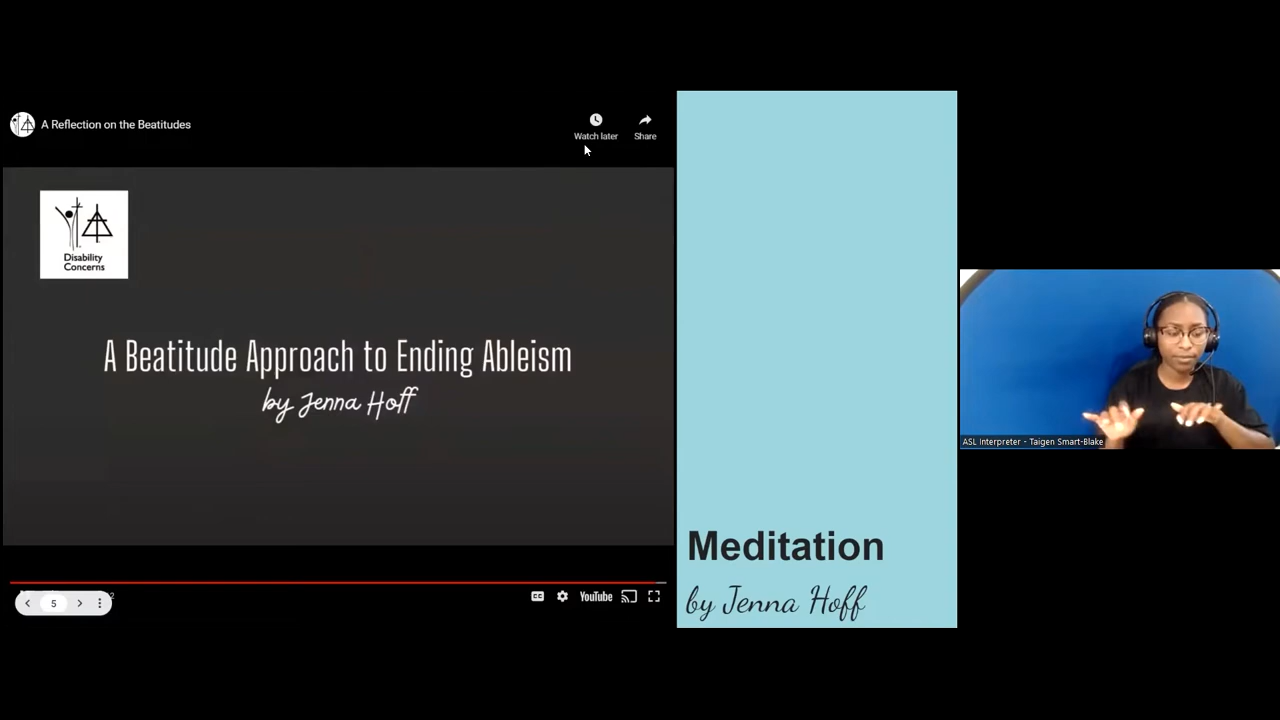 A Reflection on the Beatitudes
Watch later
Share
Disability
Concerns
A Beatitude Approach to Ending Ableism
by Jenna Hoff
5
CC
YouTube
Meditation
by Jenna Hoff
ASL Interpreter - Taigen Smart-Blake